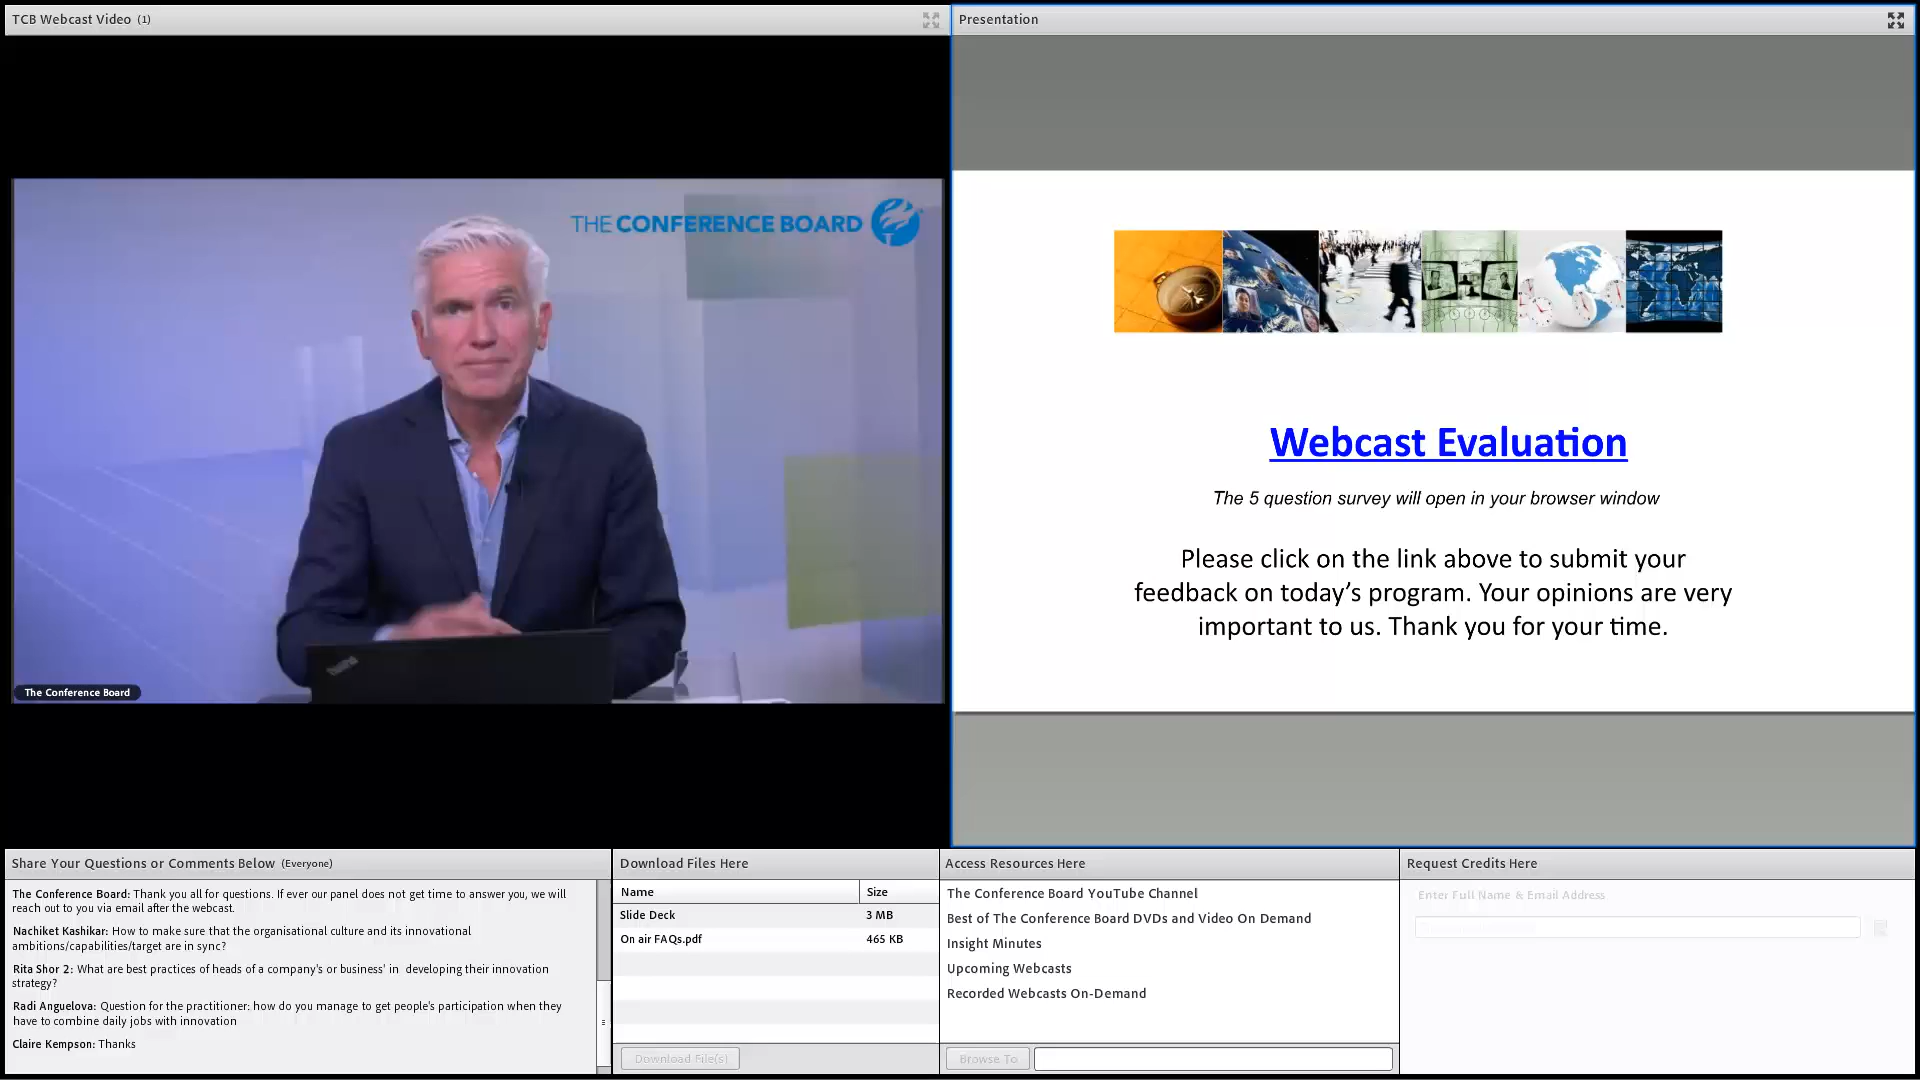 TCB Webcast Video (1)
Presentation
THE CONFERENCE BOARD
The Conference Board
Webcast Evaluation
The 5 question survey will open in your browser window
Please click on the link above to submit your
feedback on today's program. Your opinions are very
important to us. Thank you for your time.
Share Your Questions or Comments Below (Everyone)
The Conference Board: Thank you all for questions. If ever our panel does not get time to answer you, we will
reach out to you via email after the webcast.
Nachiket Kashikar: How to make sure that the organisational culture and its innovational
ambitions/capabilities/target are in sync?
Rita Shor 2: What are best practices of heads of a company's or business' in developing their innovation
strategy?
Radi Anguelova: Question for the practitioner: how do you manage to get people's participation when they
have to combine daily jobs with innovation
Claire Kempson: Thanks
Download Files Here
Name Size
Slide Deck 3 MB
On air FAQs.pdf 465 KB
Download File(s)
Access Resources Here
The Conference Board YouTube Channel
Best of The Conference Board DVDs and Video On Demand
Insight Minutes
Upcoming Webcasts
Recorded Webcasts On-Demand
Browse To
Request Credits Here
Enter Full Name & Email Address